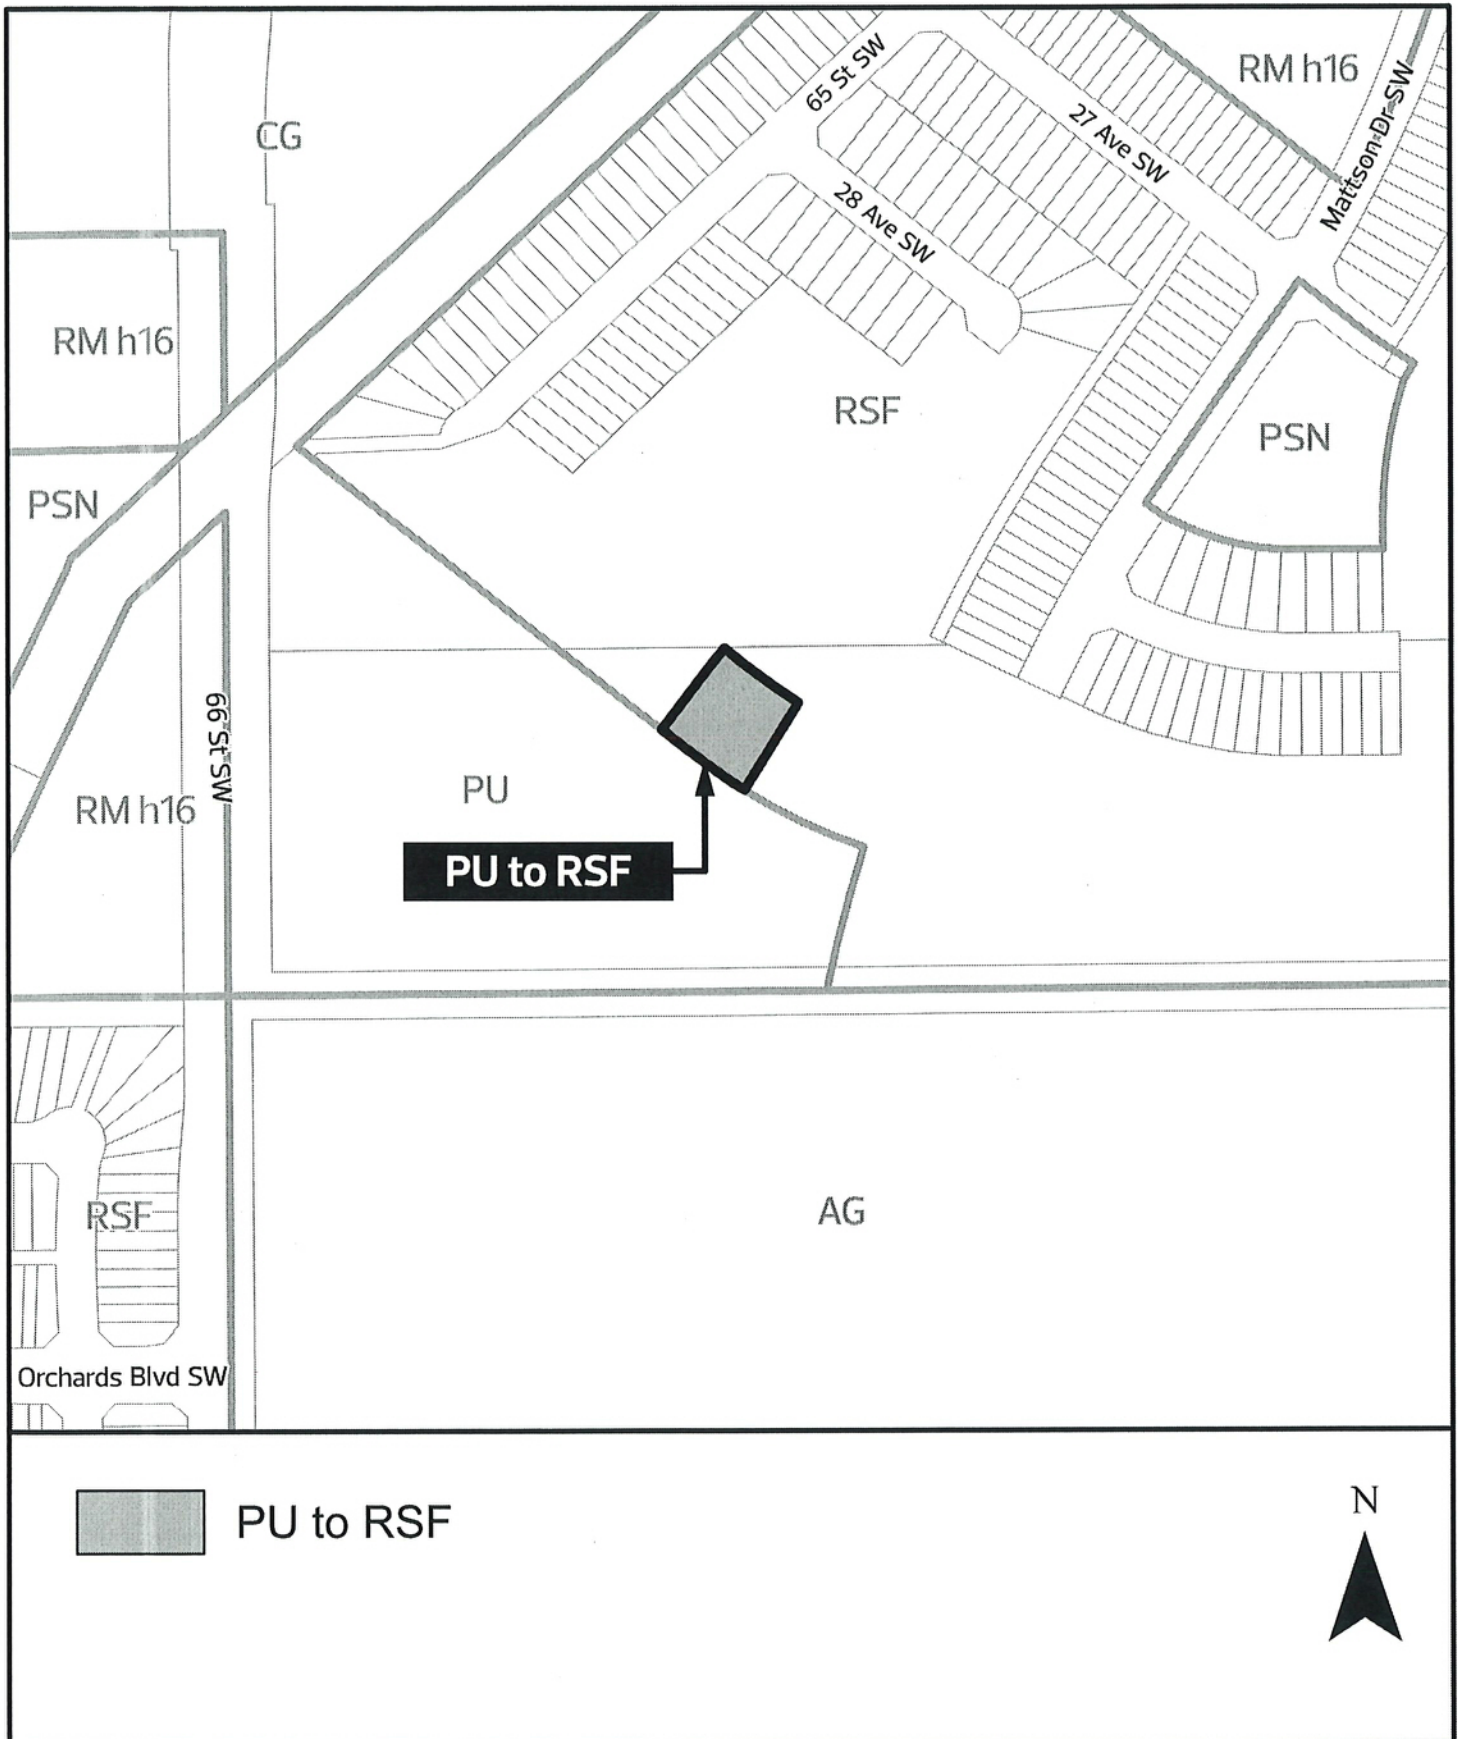 65 St SW
RM h16
Mattson Dr SW
27 Ave SW
CG
28 Ave SW
RM h16
RSF
PSN
PSN
66 St SW
PU
RM h16
PU to RSF
RSF
AG
Orchards Blvd SW
PU to RSF
N